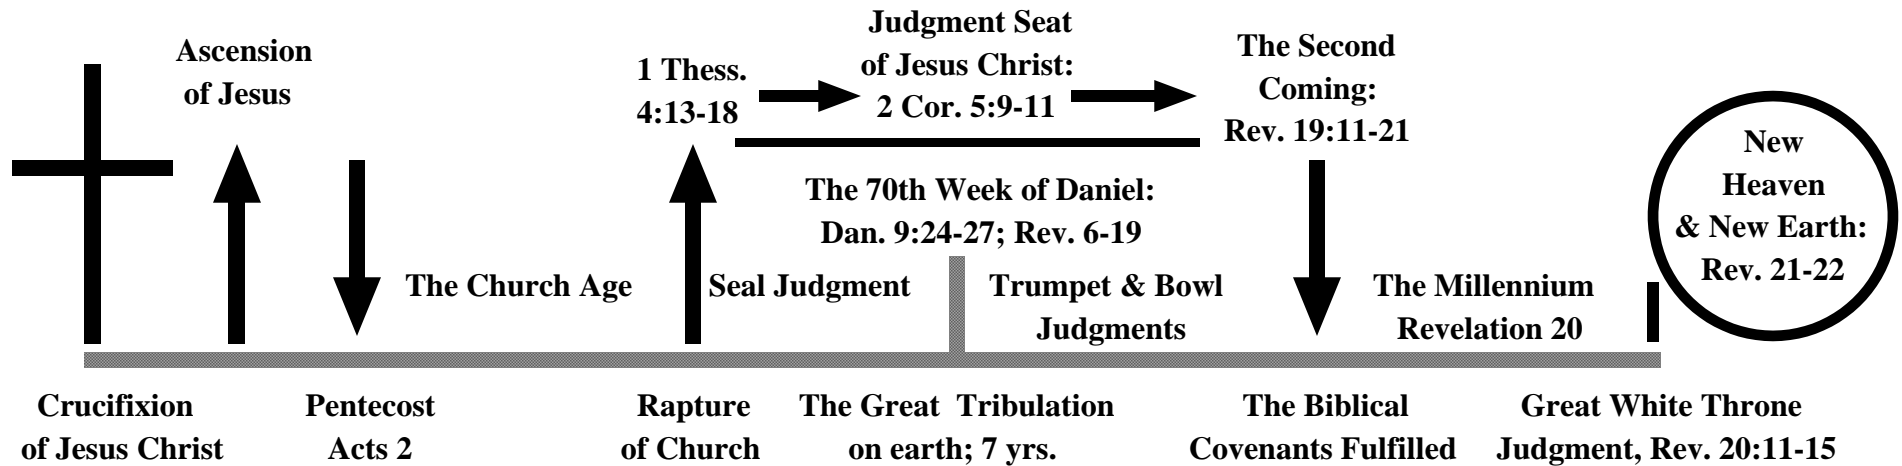 Ascension
of Jesus
1 Thess.
4:13-18
Judgment Seat
of Jesus Christ:
2 Cor. 5:9-11
The Second
Coming:
Rev. 19:11-21
New
Heaven
& New Earth:
Rev. 21-22
The 70th Week of Daniel:
Dan. 9:24-27; Rev. 6-19
The Church Age
Seal Judgment
Trumpet & Bowl
Judgments
The Millennium
Revelation 20
Crucifixion
of Jesus Christ
Pentecost
Acts 2
Rapture
of Church
The Great Tribulation
on earth; 7 yrs.
The Biblical
Covenants Fulfilled
Great White Throne
Judgment, Rev. 20:11-15